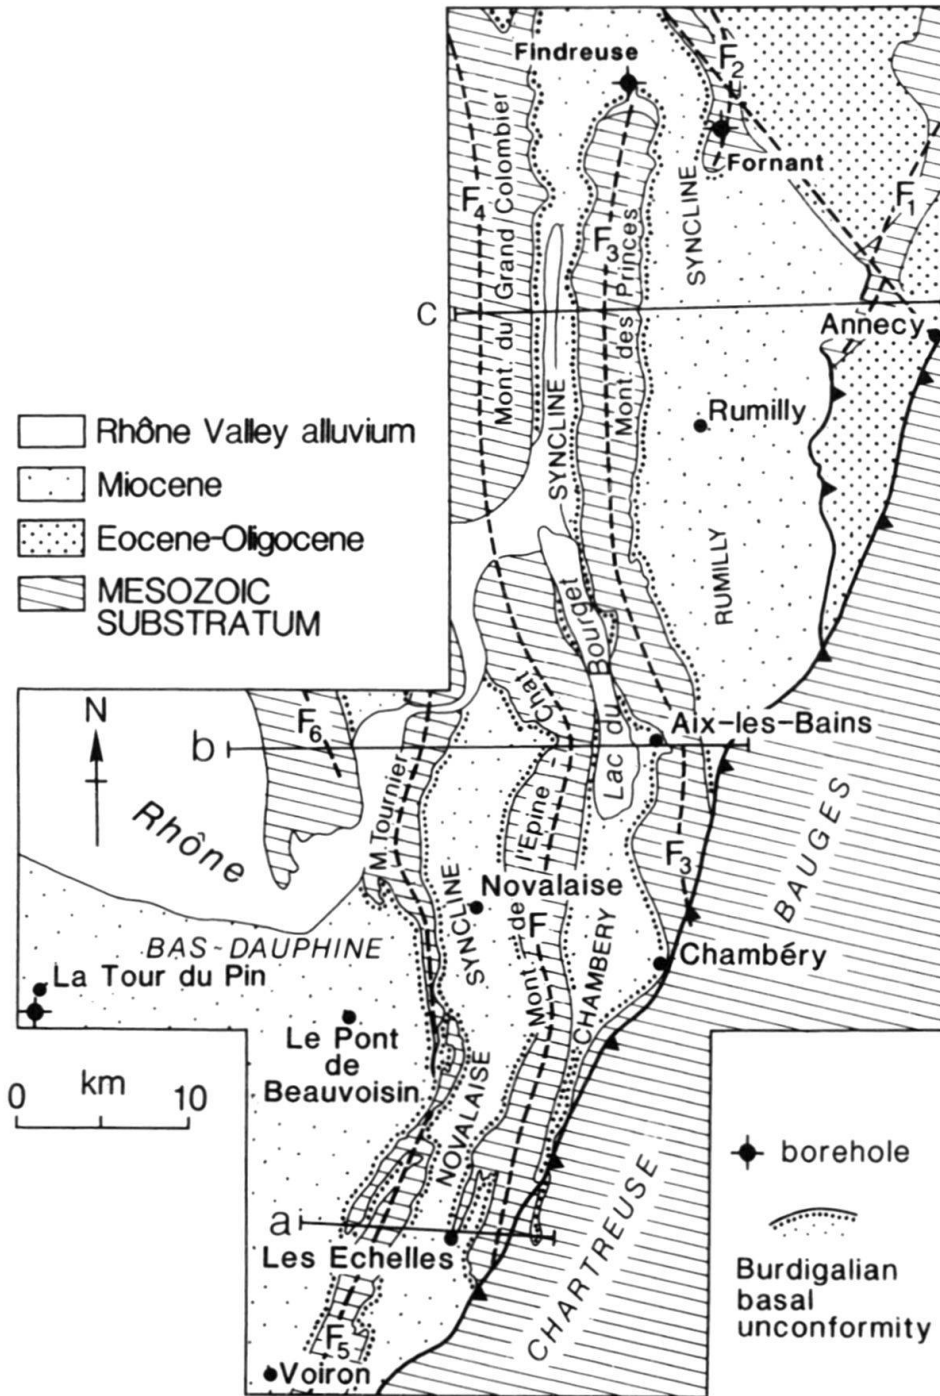 Findreuse
F2
Fornant
F1
F4
Mont du Grand Colombier
F3
Mont des Princes
SYNCLINE
C
Annecy
Rhône Valley alluvium
Miocene
Eocene-Oligocene
MESOZOIC
SUBSTRATUM
SYNCLINE
Rumilly
RUMILLY
Lac du Bourget
N
F6
b
Chat
Aix-les-Bains
Rhône
M Tournier
l'Epine
Mont de
F
F3
BAUGES
SYNCLINE
Novalaise
BAS-DAUPHINE
CHAMBERY
Chambéry
La Tour du Pin
Le Pont
de
Beauvoisin
0 km 10
NOVALAISE
borehole
a
Les Echelles
CHARTREUSE
Burdigalian
basal
unconformity
F5
Voiron